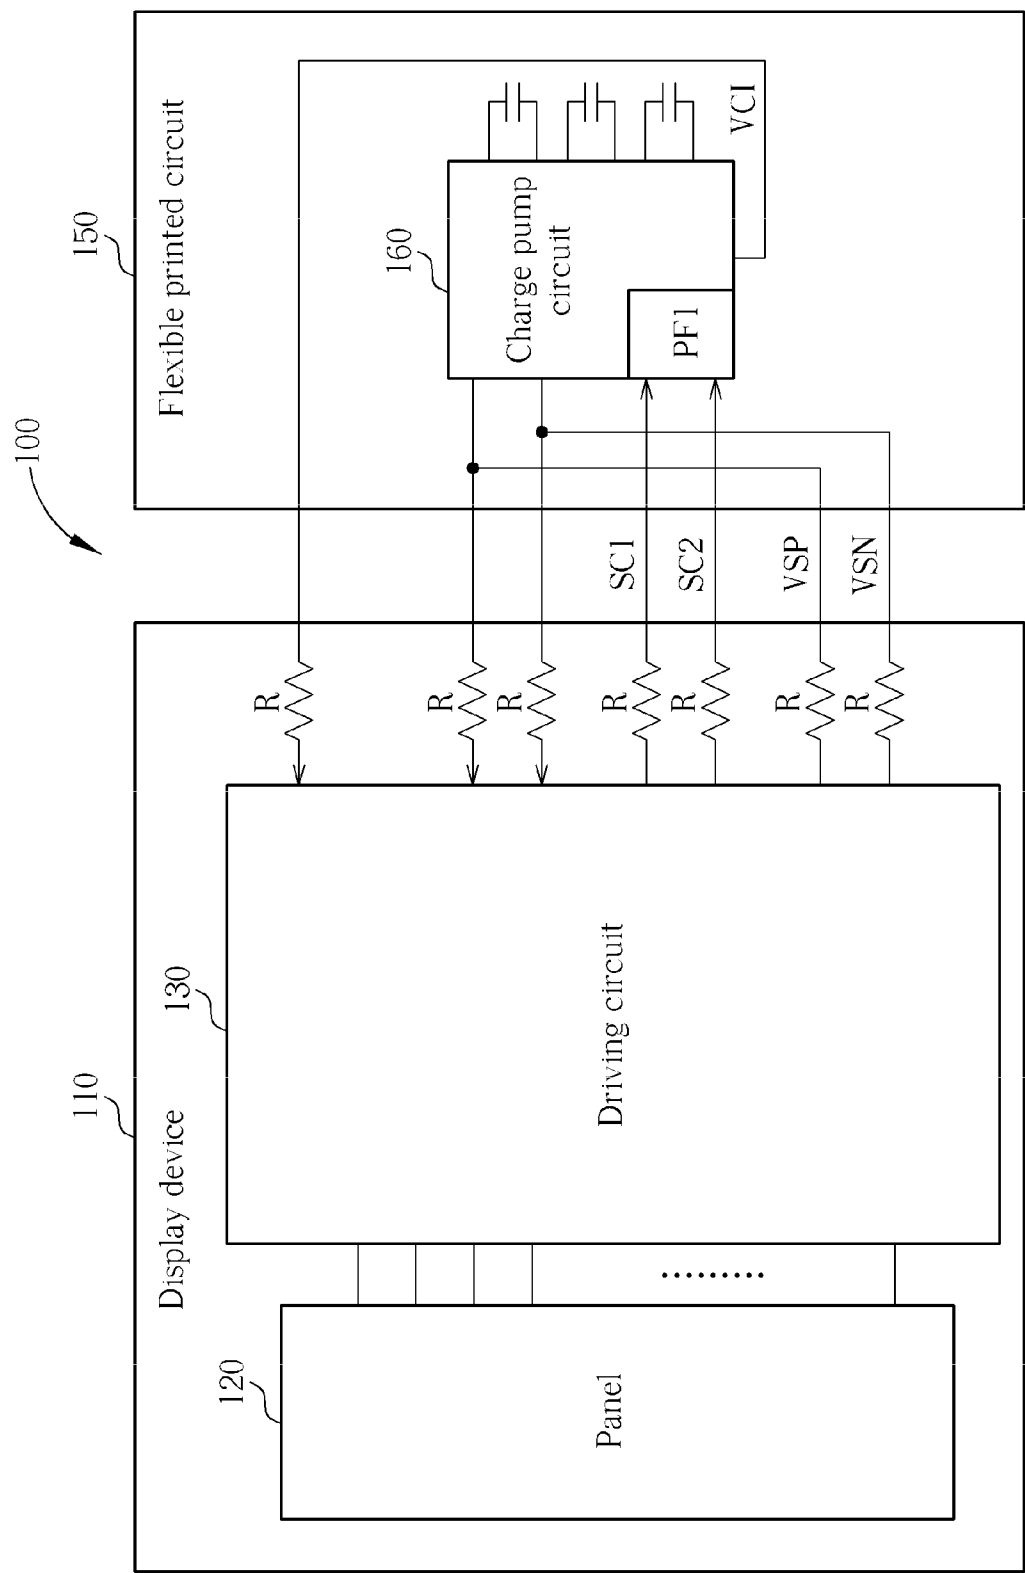 100
110
Display device
120
Panel
130
Driving circuit
R
R
R
R
R
R
R
SC1
SC2
VSP
VSN
150
Flexible printed circuit
160
Charge pump
circuit
PF1
VCI